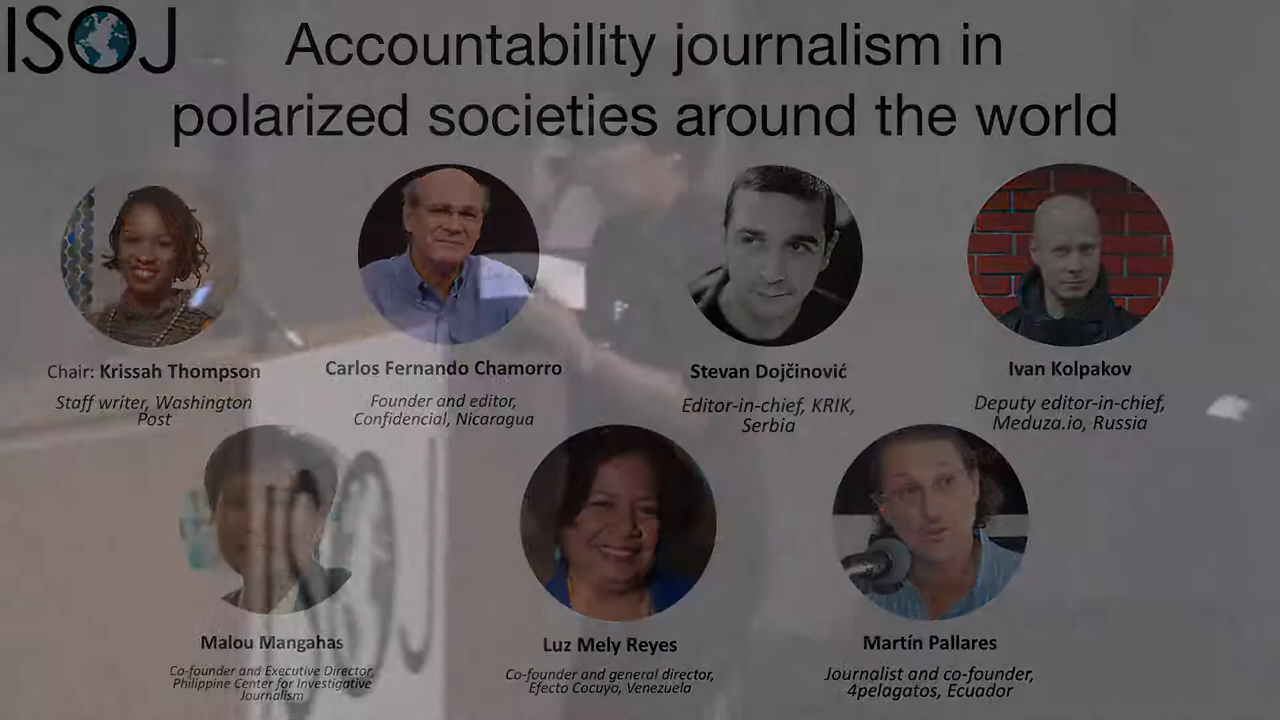 ISOJ
Accountability journalism in
polarized societies around the world
Chair: Krissah Thompson
Staff writer, Washington
Post
Carlos Fernando Chamorro
Founder and editor,
Confidencial, Nicaragua
Stevan Dojčinović
Editor-in-chief, KRIK,
Serbia
Ivan Kolpakov
Deputy editor-in-chief,
Meduza.io, Russia
Malou Mangahas
Co-founder and Executive Director,
Philippine Center for Investigative
Journalism
Luz Mely Reyes
Co-founder and general director,
Efecto Cocuyo, Venezuela
Martín Pallares
Journalist and co-founder,
4pelagatos, Ecuador